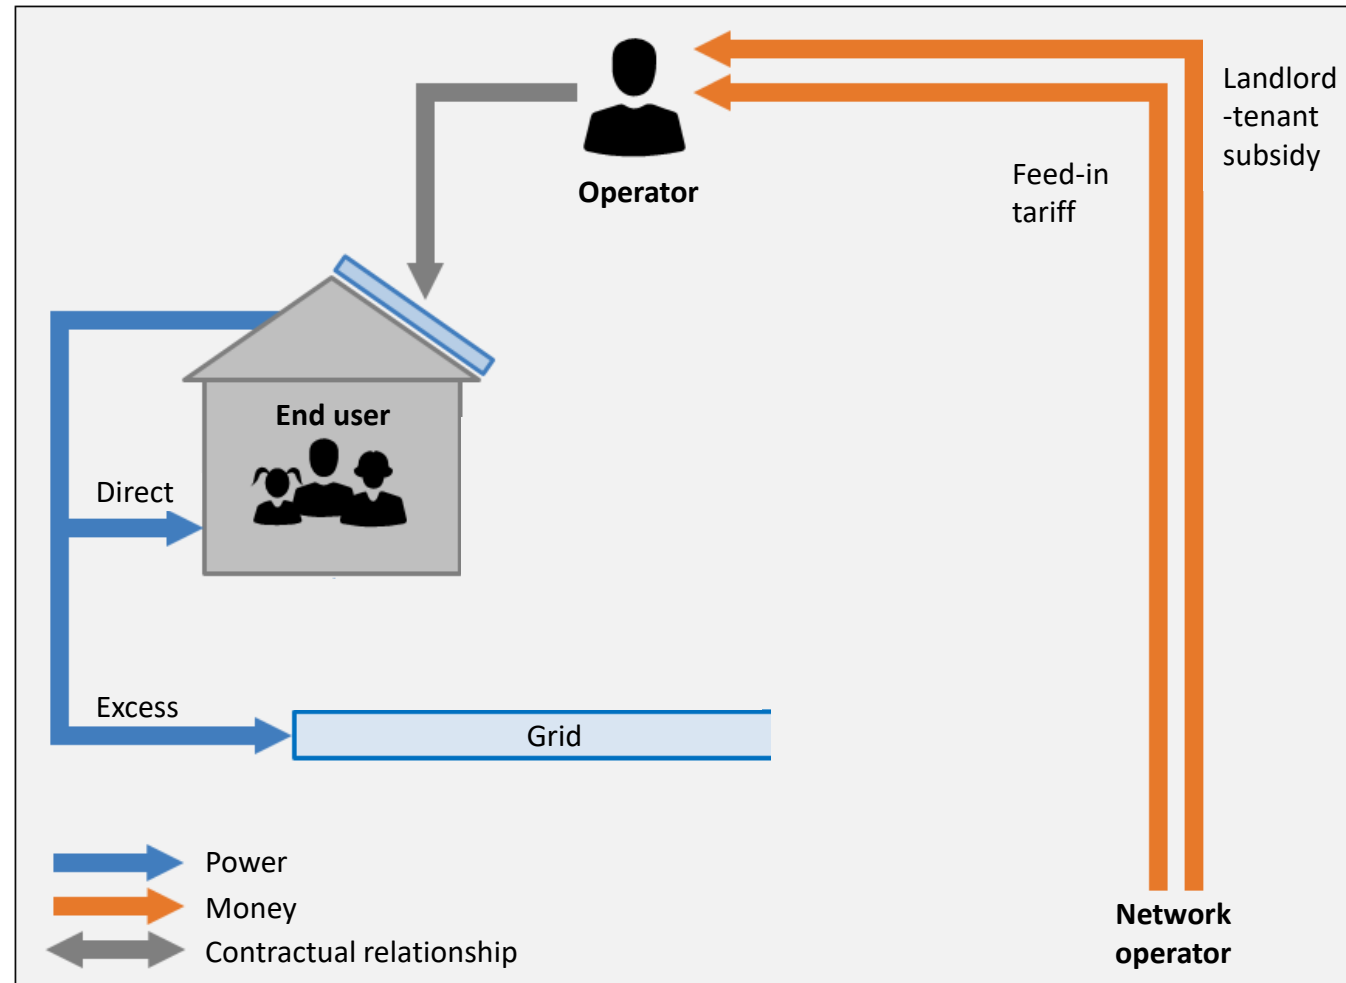 Operator
Landlord
-tenant
subsidy
Feed-in
tariff
End user
Direct
Excess
Grid
Power
Money
Contractual relationship
Network
operator